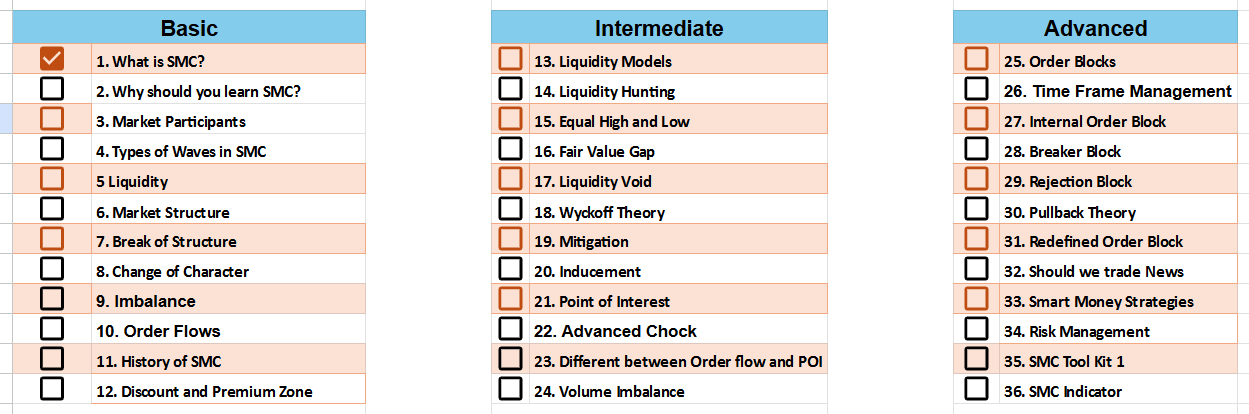 Basic
1. What is SMC?
2. Why should you learn SMC?
3. Market Participants
4. Types of Waves in SMC
5 Liquidity
6. Market Structure
7. Break of Structure
8. Change of Character
9. Imbalance
10. Order Flows
11. History of SMC
12. Discount and Premium Zone
Intermediate
13. Liquidity Models
14. Liquidity Hunting
15. Equal High and Low
16. Fair Value Gap
17. Liquidity Void
18. Wyckoff Theory
19. Mitigation
20. Inducement
21. Point of Interest
22. Advanced Chock
23. Different between Order flow and POI
24. Volume Imbalance
Advanced
25. Order Blocks
26. Time Frame Management
27. Internal Order Block
28. Breaker Block
29. Rejection Block
30. Pullback Theory
31. Redefined Order Block
32. Should we trade News
33. Smart Money Strategies
34. Risk Management
35. SMC Tool Kit 1
36. SMC Indicator